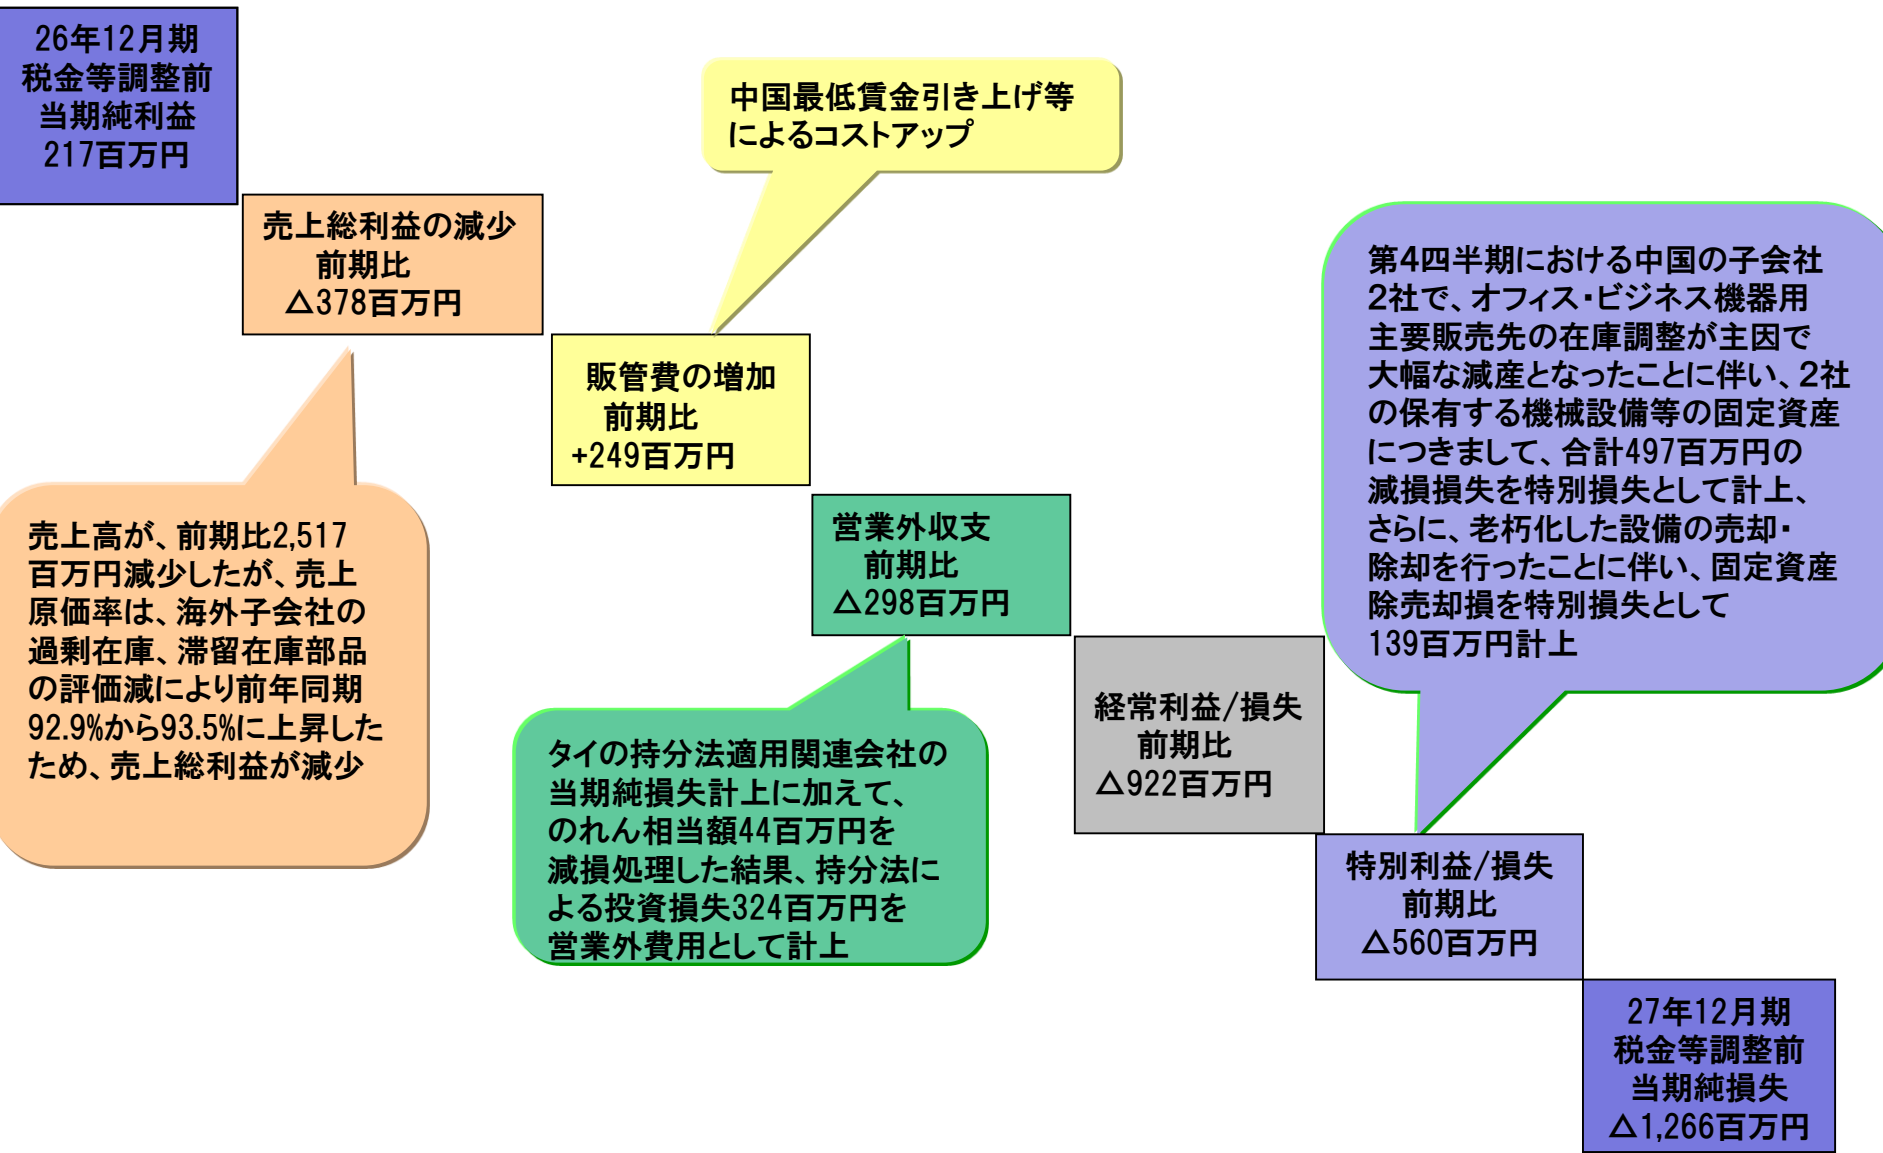 26年12月期
税金等調整前
当期純利益
217百万円
中国最低賃金引き上げ等
によるコストアップ
売上総利益の減少
前期比
△378百万円
販管費の増加
前期比
+249百万円
第4四半期における中国の子会社
2社で、オフィス・ビジネス機器用
主要販売先の在庫調整が主因で
大幅な減産となったことに伴い、2社
の保有する機械設備等の固定資産
につきまして、合計497百万円の
減損損失を特別損失として計上、
さらに、老朽化した設備の売却・
除却を行ったことに伴い、固定資産
除売却損を特別損失として
139百万円計上
売上高が、前期比2,517
百万円減少したが、売上
原価率は、海外子会社の
過剰在庫、滞留在庫部品
の評価減により前年同期
92.9%から93.5%に上昇した
ため、売上総利益が減少
営業外収支
前期比
△298百万円
タイの持分法適用関連会社の
当期純損失計上に加えて、
のれん相当額44百万円を
減損処理した結果、持分法に
よる投資損失324百万円を
営業外費用として計上
経常利益/損失
前期比
△922百万円
特別利益/損失
前期比
△560百万円
27年12月期
税金等調整前
当期純損失
△1,266百万円